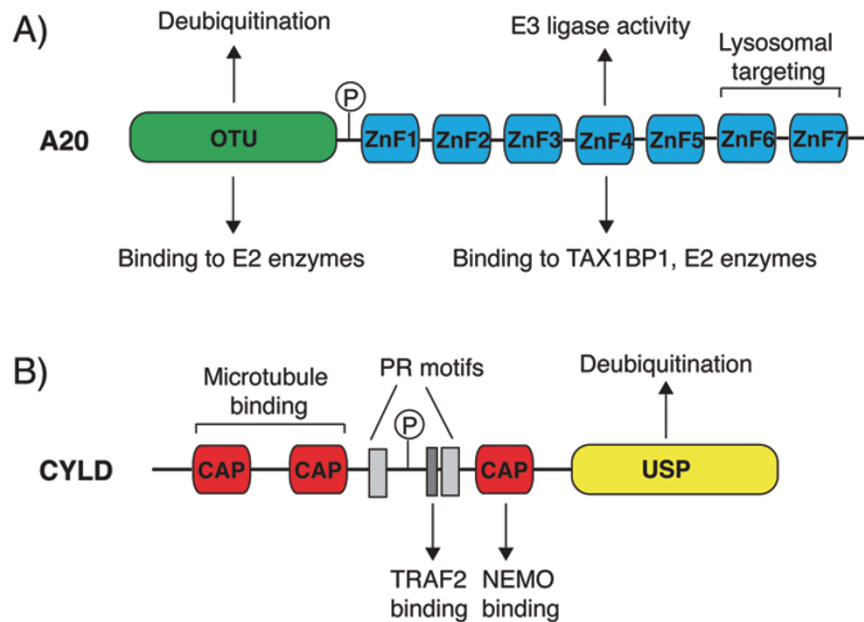 A)
Deubiquitination
E3 ligase activity
Lysosomal
targeting
P
A20
OTU
ZnF1
ZnF2
ZnF3
ZnF4
ZnF5
ZnF6
ZnF7
Binding to E2 enzymes
Binding to TAX1BP1, E2 enzymes
B)
Microtubule
binding
PR motifs
Deubiquitination
P
CYLD
CAP
CAP
CAP
USP
TRAF2
binding
NEMO
binding